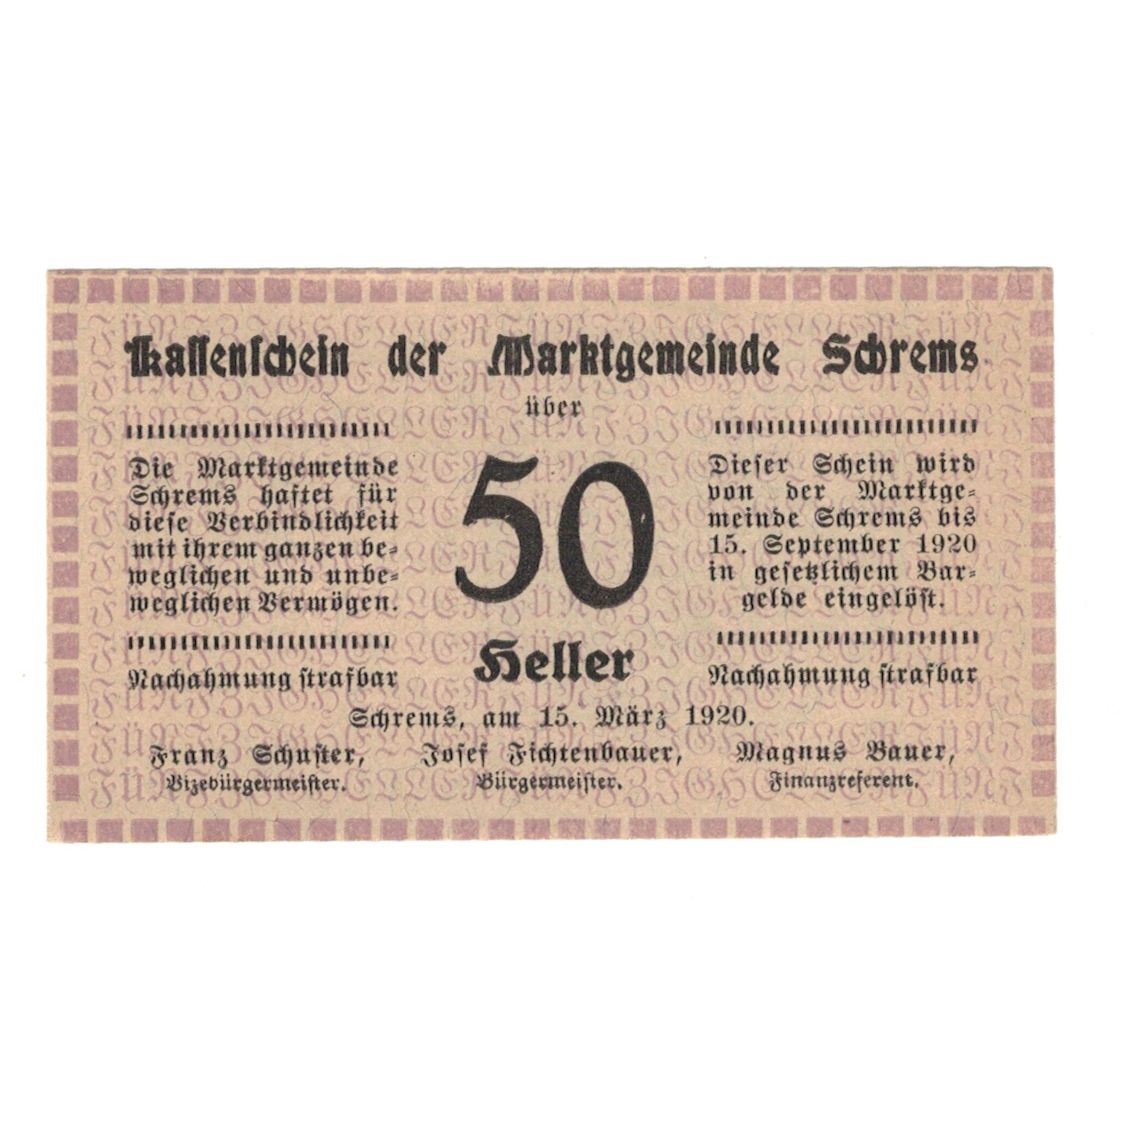 Kassenschein der Marktgemeinde Schrems
über
Die Marktgemeinde
Schrems haftet für
diese Verbindlichkeit
mit ihrem ganzen be-
weglichen und unbe-
weglichen Vermögen.
Nachahmung strafbar
50
Heller
Dieser Schein wird
von der Marktge-
meinde Schrems bis
15. September 1920
in gesetzlichem Bar-
gelde eingelöst.
Nachahmung strafbar
Schrems, am 15. März 1920.
Franz Schuster,
Vizebürgermeister.
Josef Fichtenbauer,
Bürgermeister.
Magnus Bauer,
Finanzreferent.